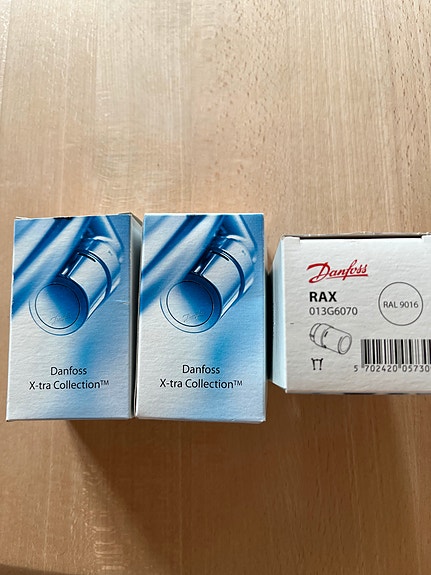 Danfoss
X-tra Collection™
Danfoss
X-tra Collection™
Danfoss
RAX
013G6070
RAL 9016
5 702420 05730